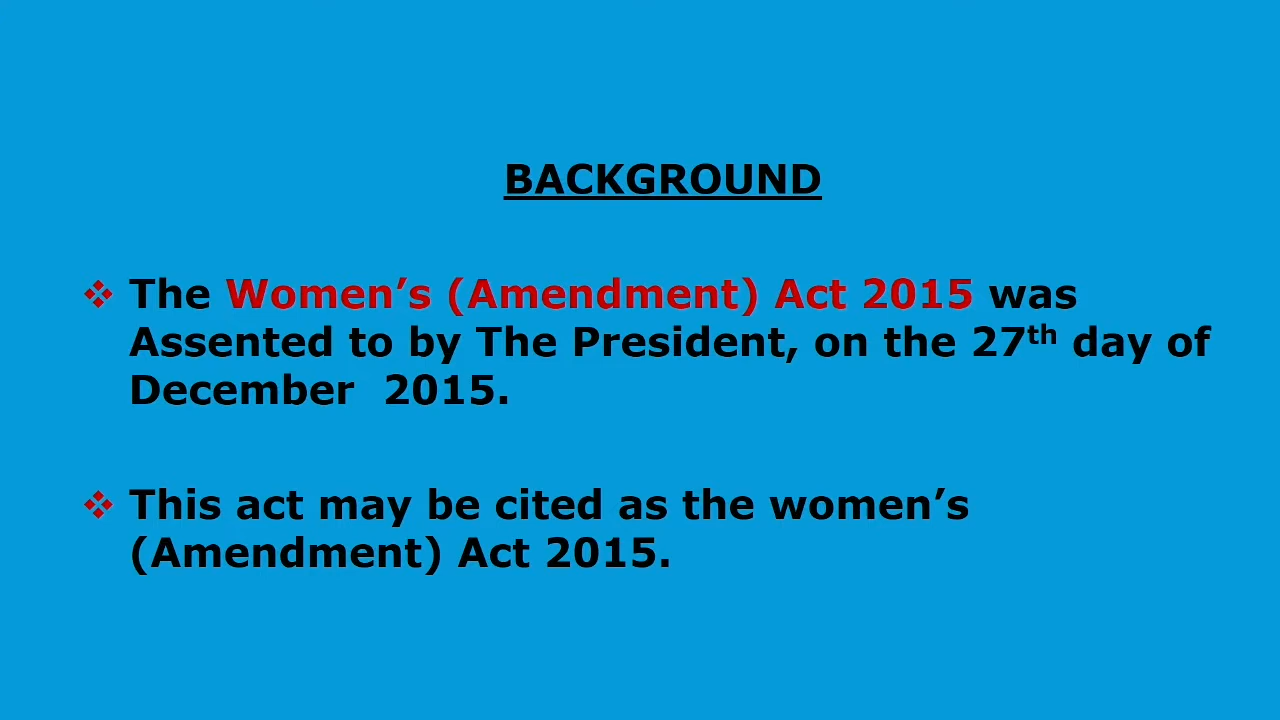 BACKGROUND
❖ The Women’s (Amendment) Act 2015 was
Assented to by The President, on the 27th day of
December  2015.
❖ This act may be cited as the women’s
(Amendment) Act 2015.